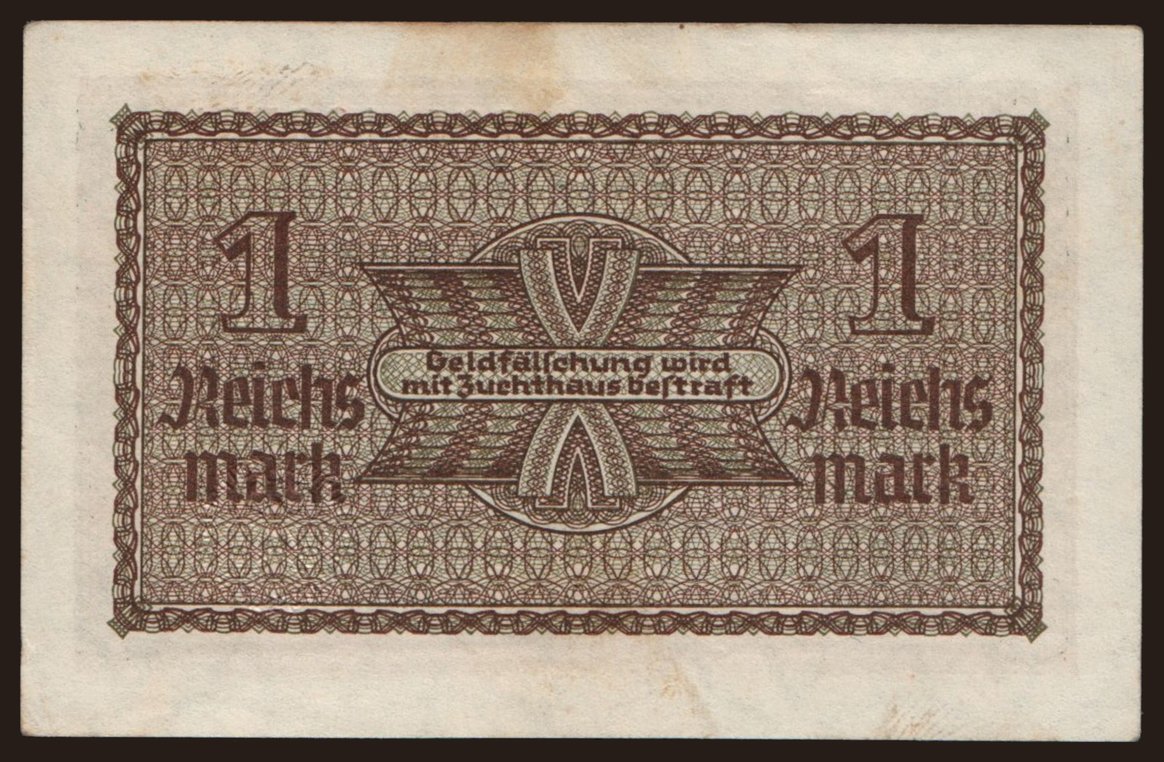 1
Reichs
mark
Geldfälschung wird
mit Zuchthaus bestraft
1
Reichs
mark